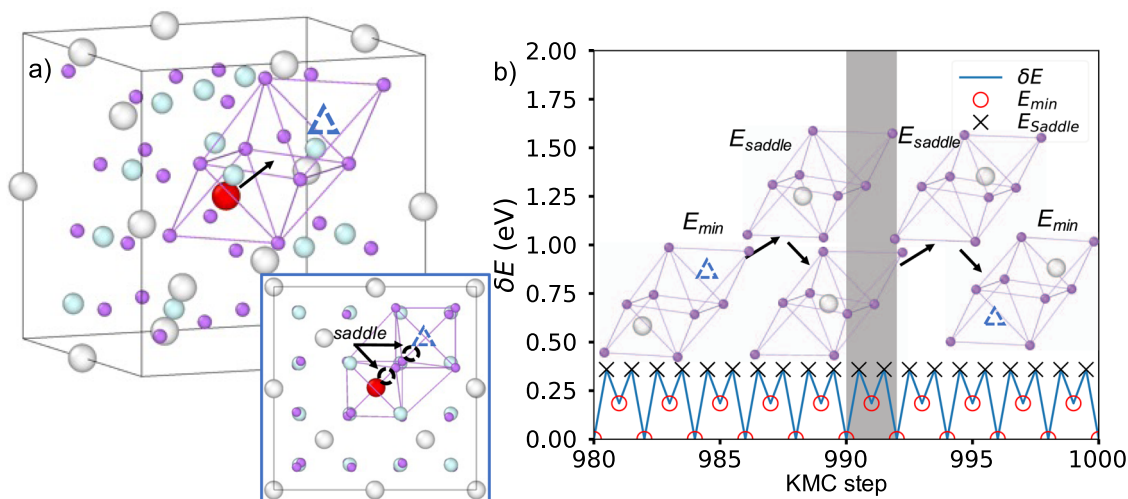 a)
saddle
b)
δE (eV)
2.00
1.75
1.50
1.25
1.00
0.75
0.50
0.25
0.00
δE
E_min
E_Saddle
E_saddle
E_saddle
E_min
E_min
980
985
990
995
1000
KMC step